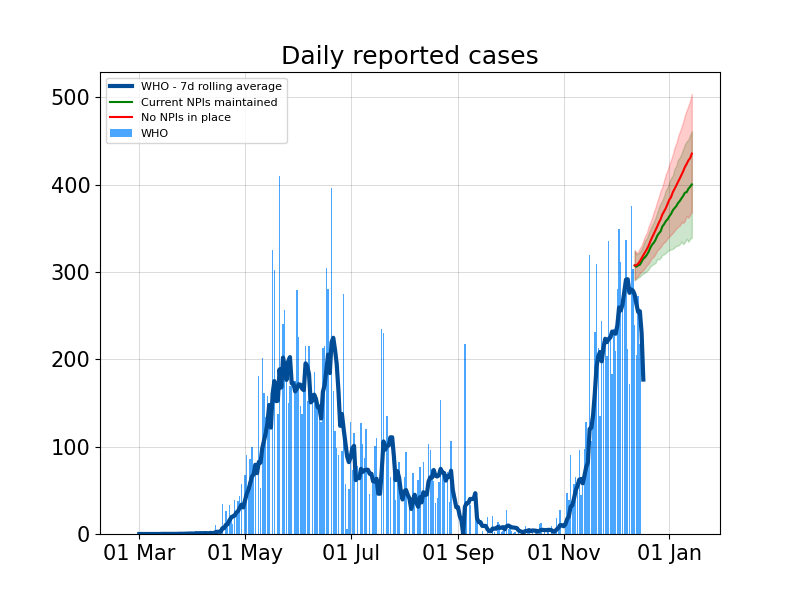 Daily reported cases
WHO - 7d rolling average
Current NPIs maintained
No NPIs in place
WHO
500
400
300
200
100
0
01 Mar
01 May
01 Jul
01 Sep
01 Nov
01 Jan